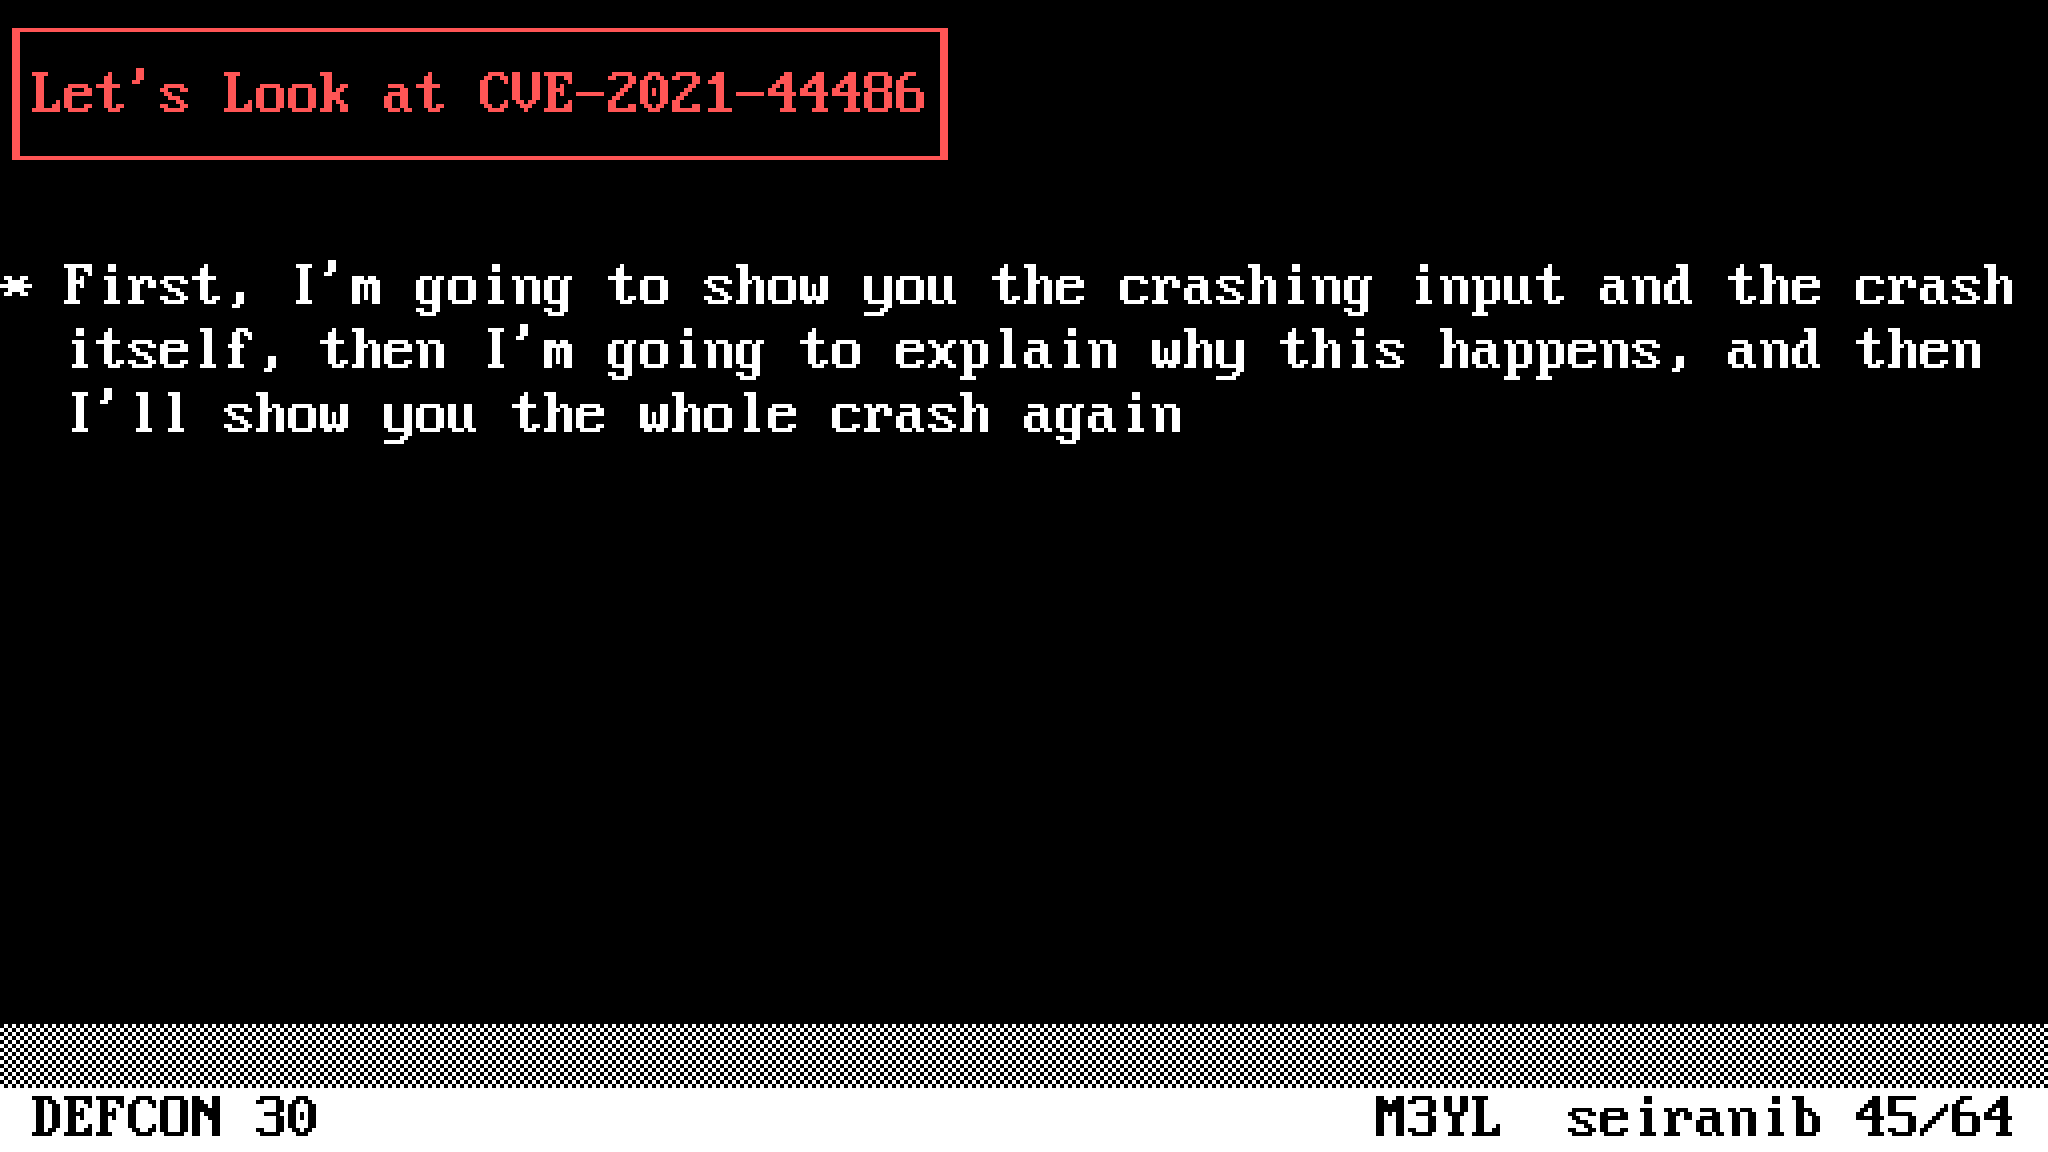 Let's Look at CVE-2021-44486
* First, I'm going to show you the crashing input and the crash
itself, then I'm going to explain why this happens, and then
I'll show you the whole crash again
DEFCON 30 M3YL seiranib 45/64